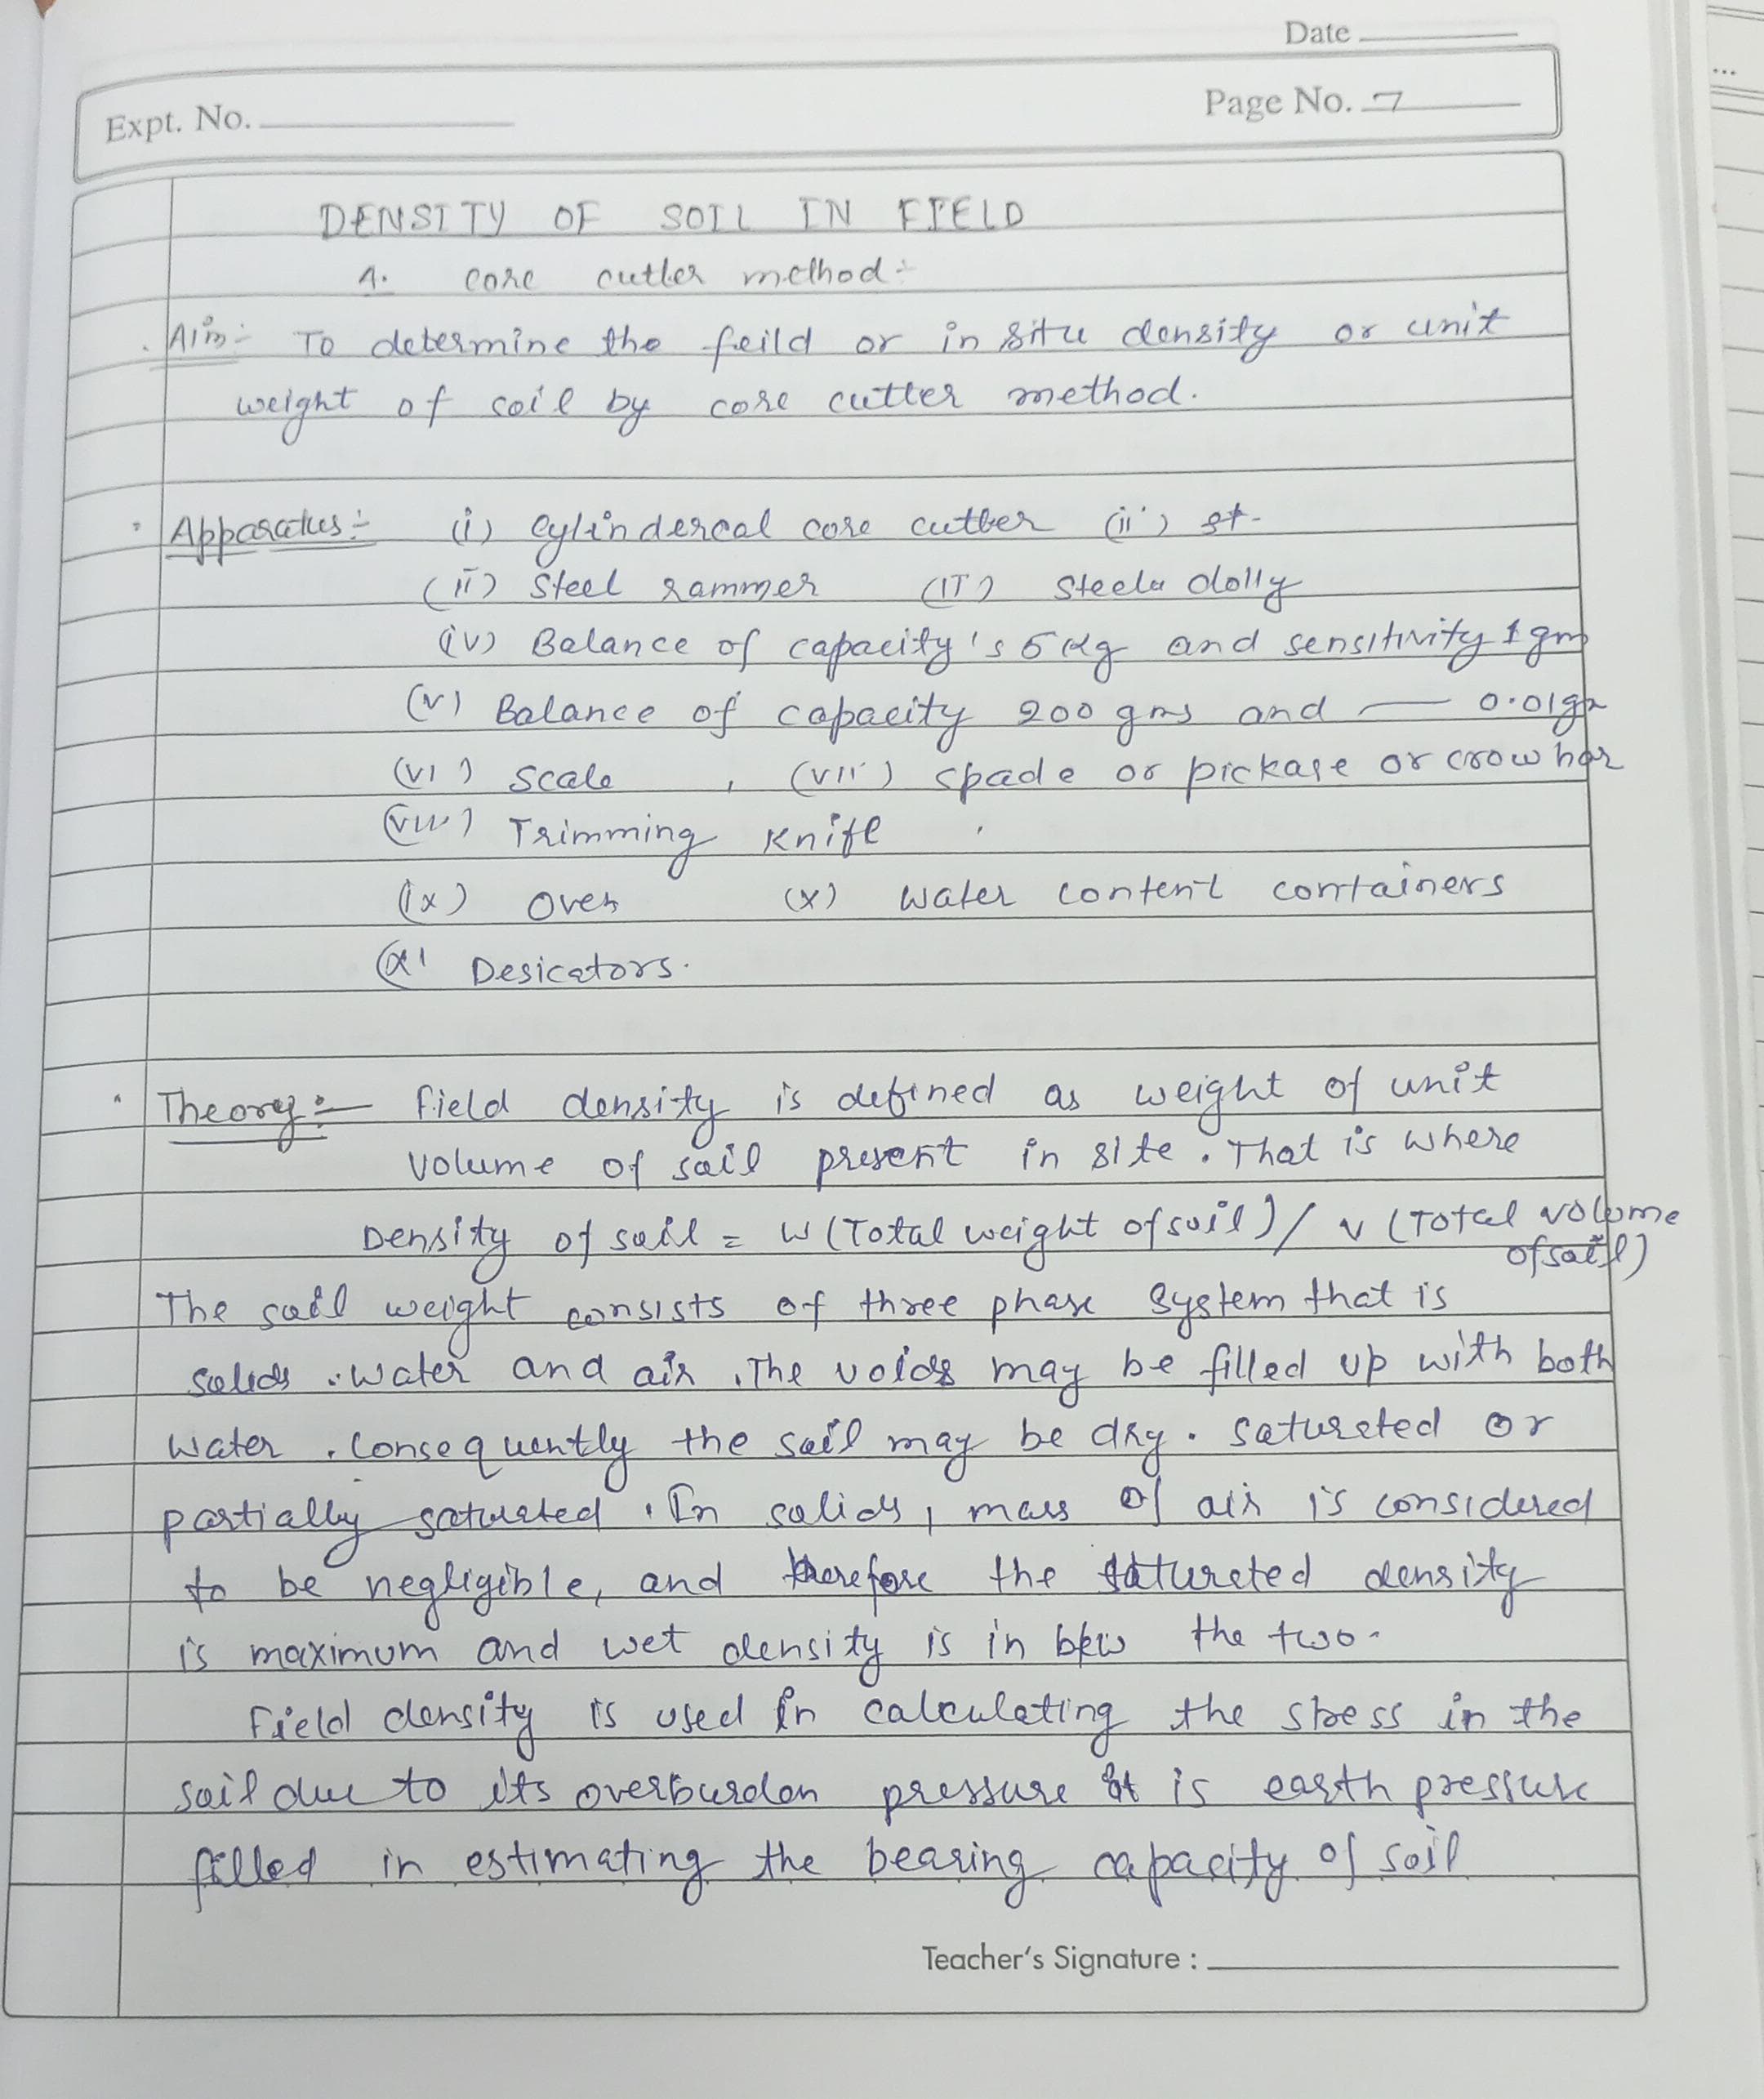 Date
Expt. No.
Page No. 7
DENSITY OF SOIL IN FIELD
A. core cutler method:-
Aim:- To determine the feild or in situ density or unit
weight of soil by core cutter method.
Apparatus:- (i) Cylindercal core cutter (ii) st-
(ii) Steel rammer (iii) Steele dolly
(iv) Balance of capacity's 5 kg and sensitivity 1 gm
(v) Balance of capacity 200 gms and — 0.01gm
(vi) Scale , (vii) spade or pickase or crow bar
(viii) Trimming Knife
(ix) Oven (x) Water content containers
(xi Desicators.
Theory:- Field density is defined as weight of unit
volume of soil present in site. That is where
Density of soil = W (Total weight of soil) / v (Total volume
of soil)
The soil weight consists of three phase system that is
solids .water and air .The voids may be filled up with both
water . Consequently the soil may be dry. saturated or
partially saturated . In solids, mass of air is considered
to be negligible, and therefore the saturated density
is maximum and wet density is in btw the two.
Field density is used in calculating the stress in the
soil due to its overburden pressure it is earth pressure
filled in estimating the bearing capacity of soil
Teacher's Signature :